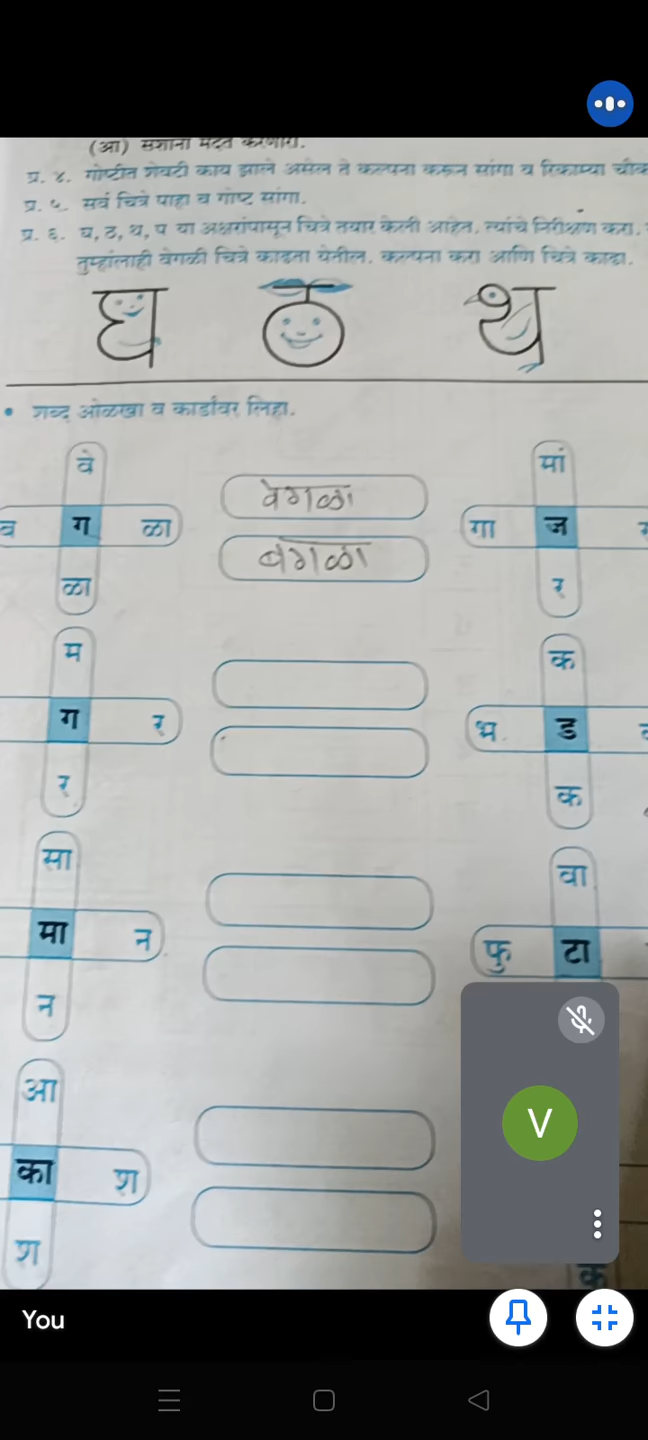 (आ) सशाला मदत करणारा.
प्र. ४. गोष्टीत शेवटी काय झाले असेल ते कल्पना करून सांगा व रिकाम्या
प्र. ५. सर्व चित्रे पाहा व गोष्ट सांगा.
प्र. ६. घ, ठ, थ, प या अक्षरांपासून चित्रे तयार केली आहेत. त्यांचे निरीक्षण करा.
तुम्हांलाही वेगळी चित्रे काढता येतील. कल्पना करा आणि चित्रे काढा.
घ ठ थ
• शब्द ओळखा व कार्डांवर लिहा.
वे
ब ग ळा
ळा
वेगळा
बगळा
मां
गा ज
र
म
ग र
र
क
भ ड
क
सा
मा न
न
वा
फु टा
आ
का श
श
V
क
You